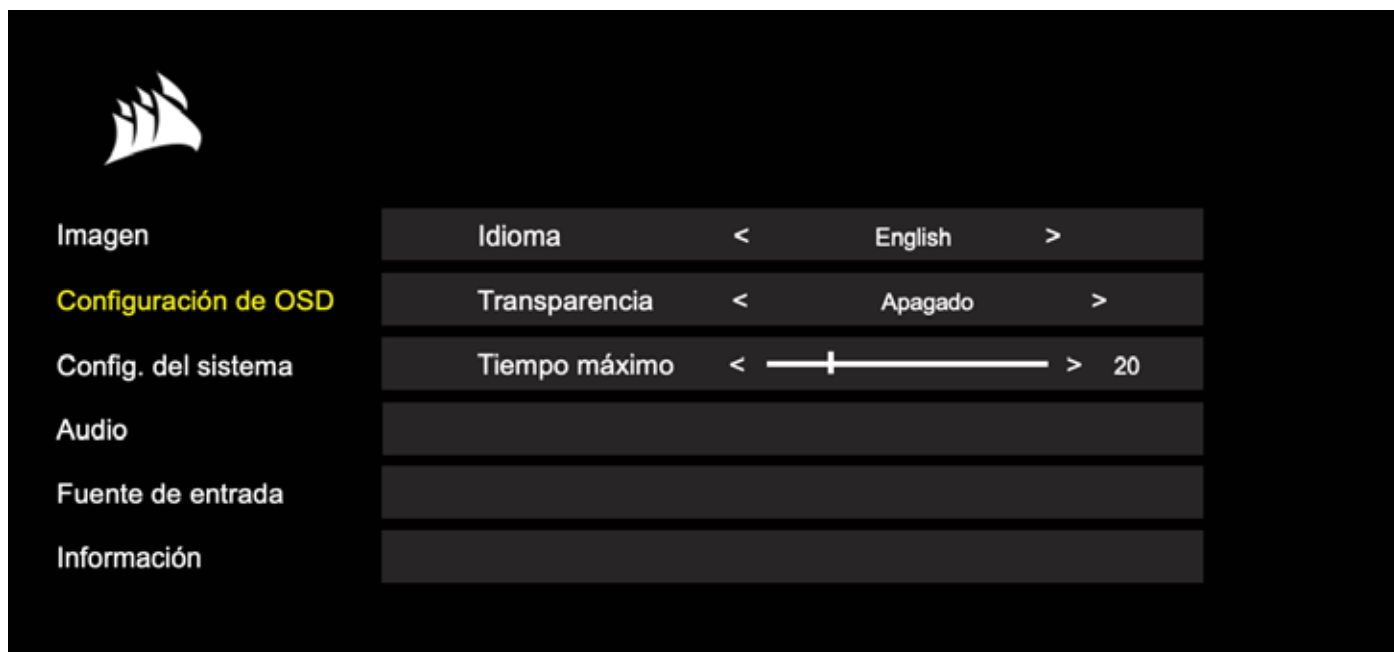 Imagen Idioma < English >
Configuración de OSD Transparencia < Apagado >
Config. del sistema Tiempo máximo < > 20
Audio
Fuente de entrada
Información